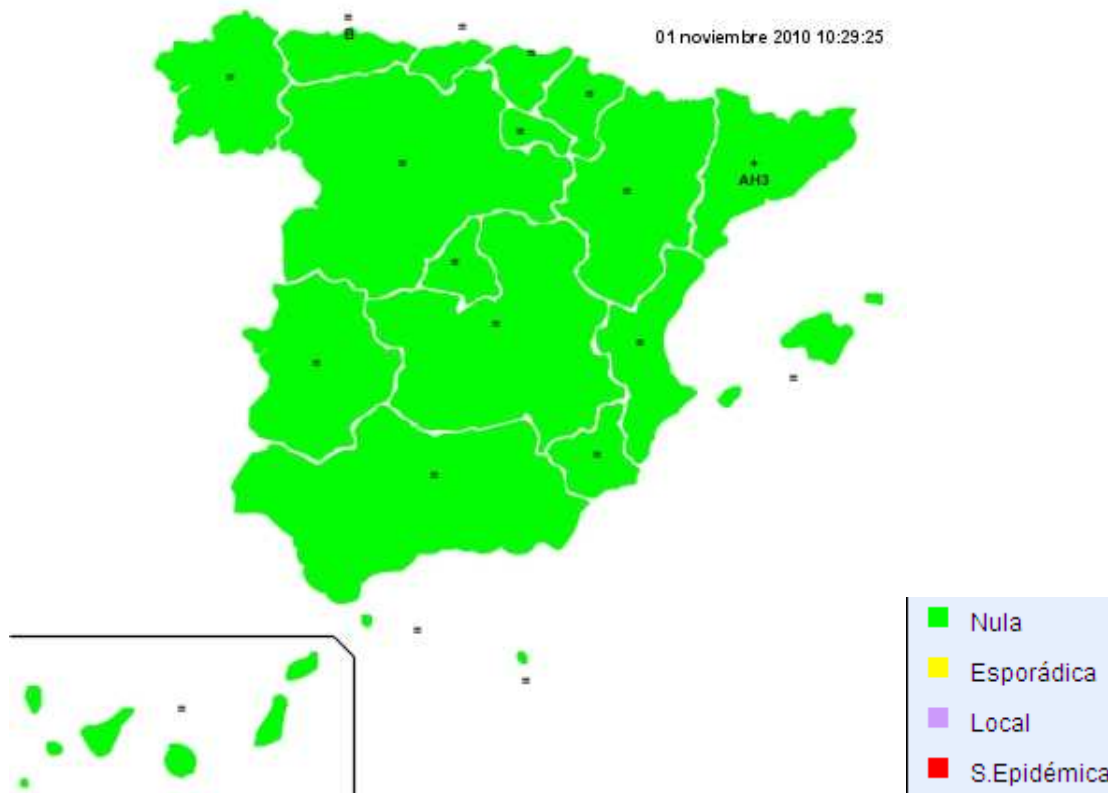 01 noviembre 2010 10:29:25
=
=
B
=
=
=
=
=
=
+
AH3
=
=
=
=
=
=
=
=
=
=
=
Nula
Esporádica
Local
S.Epidémica